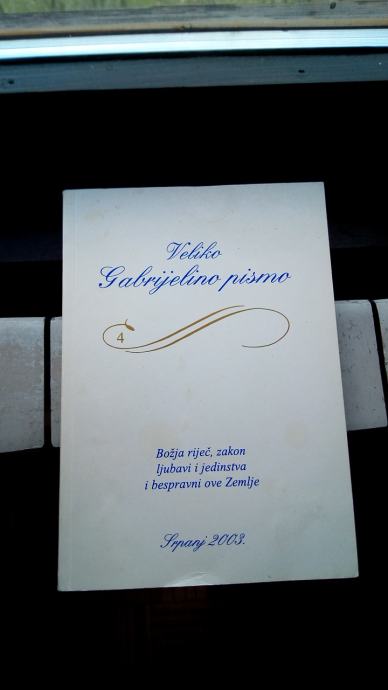 Veliko
Gabrijelino pismo
4
Božja riječ, zakon
ljubavi i jedinstva
i bespravni ove Zemlje
Srpanj 2003.